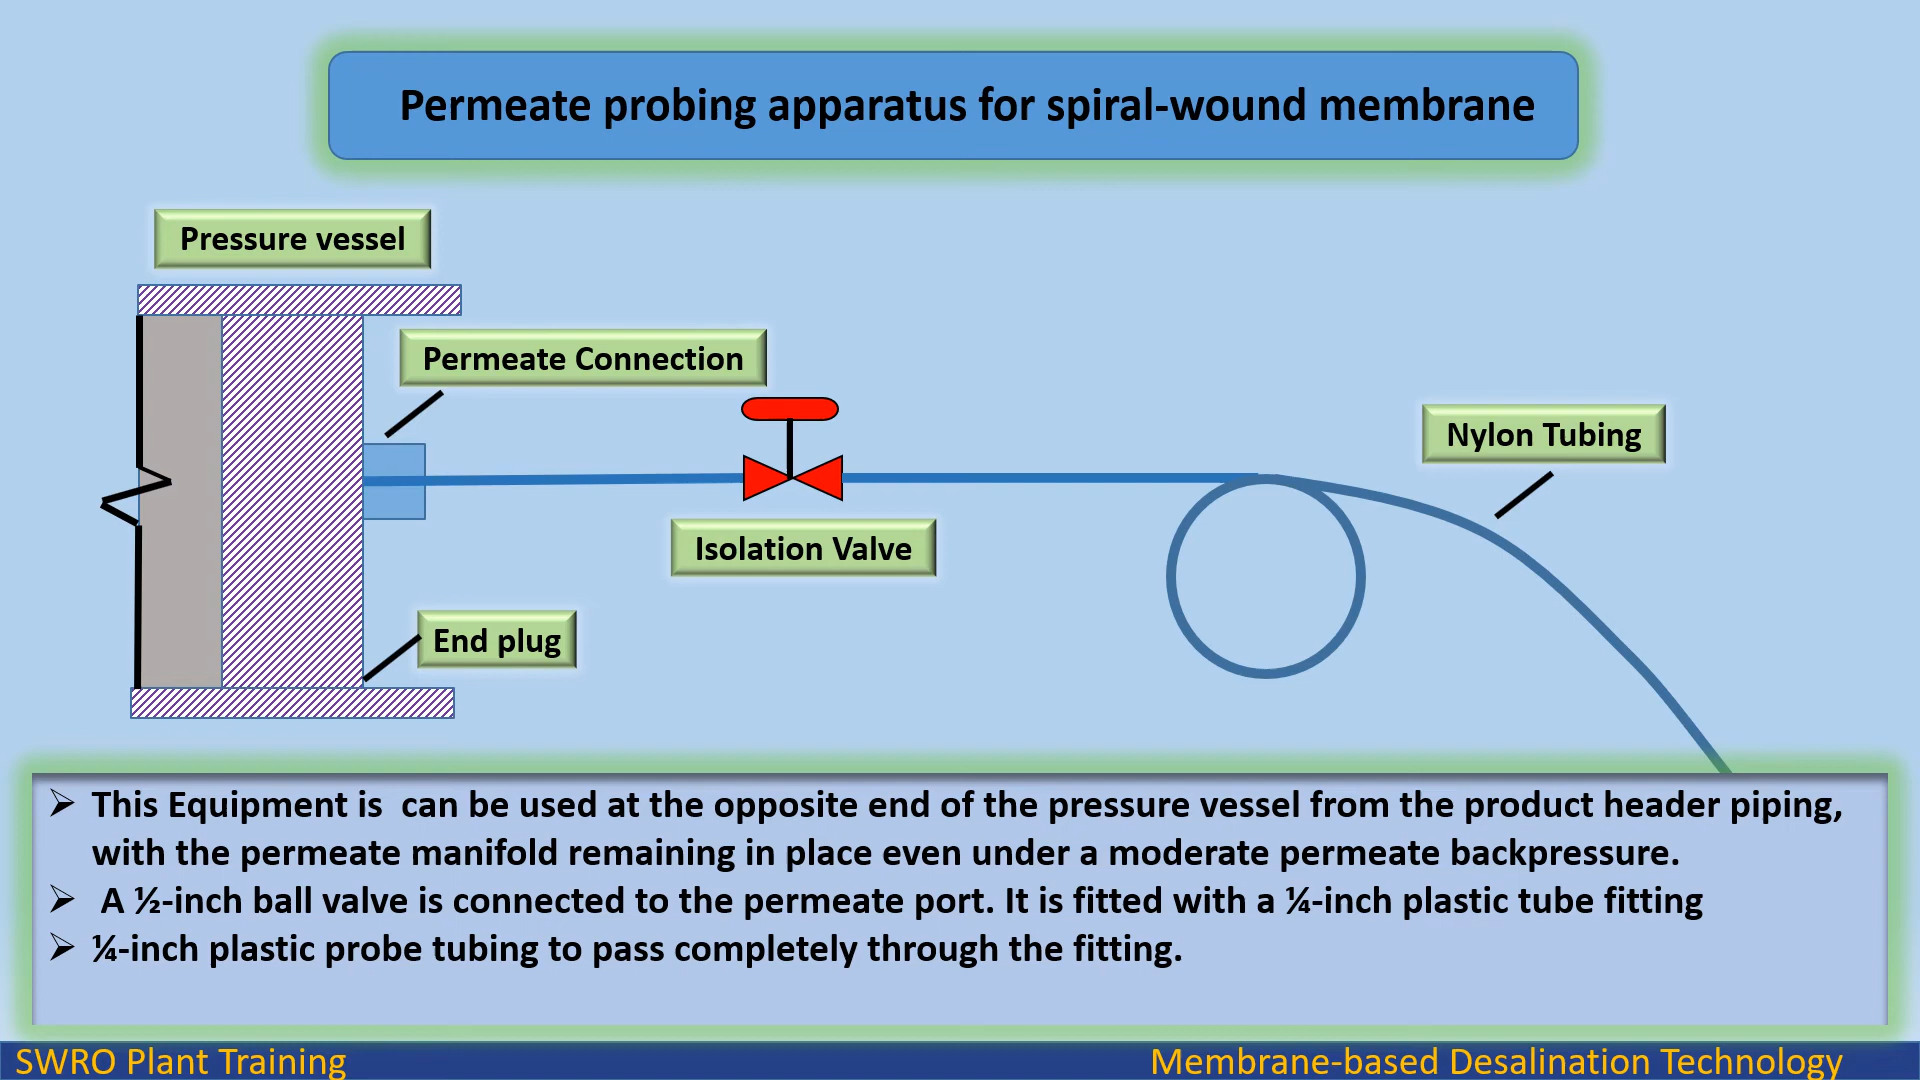 Permeate probing apparatus for spiral-wound membrane
Pressure vessel
Permeate Connection
Nylon Tubing
Isolation Valve
End plug
➢ This Equipment is  can be used at the opposite end of the pressure vessel from the product header piping,
with the permeate manifold remaining in place even under a moderate permeate backpressure.
➢ A ½-inch ball valve is connected to the permeate port. It is fitted with a ¼-inch plastic tube fitting
➢ ¼-inch plastic probe tubing to pass completely through the fitting.
SWRO Plant Training
Membrane-based Desalination Technology